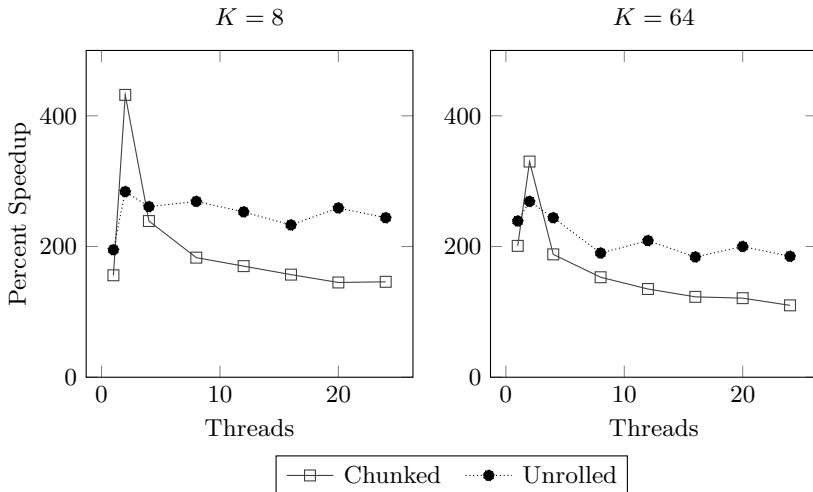 K = 8
K = 64
Percent Speedup
400
200
0
0 10 20
Threads
400
200
0
0 10 20
Threads
Chunked Unrolled